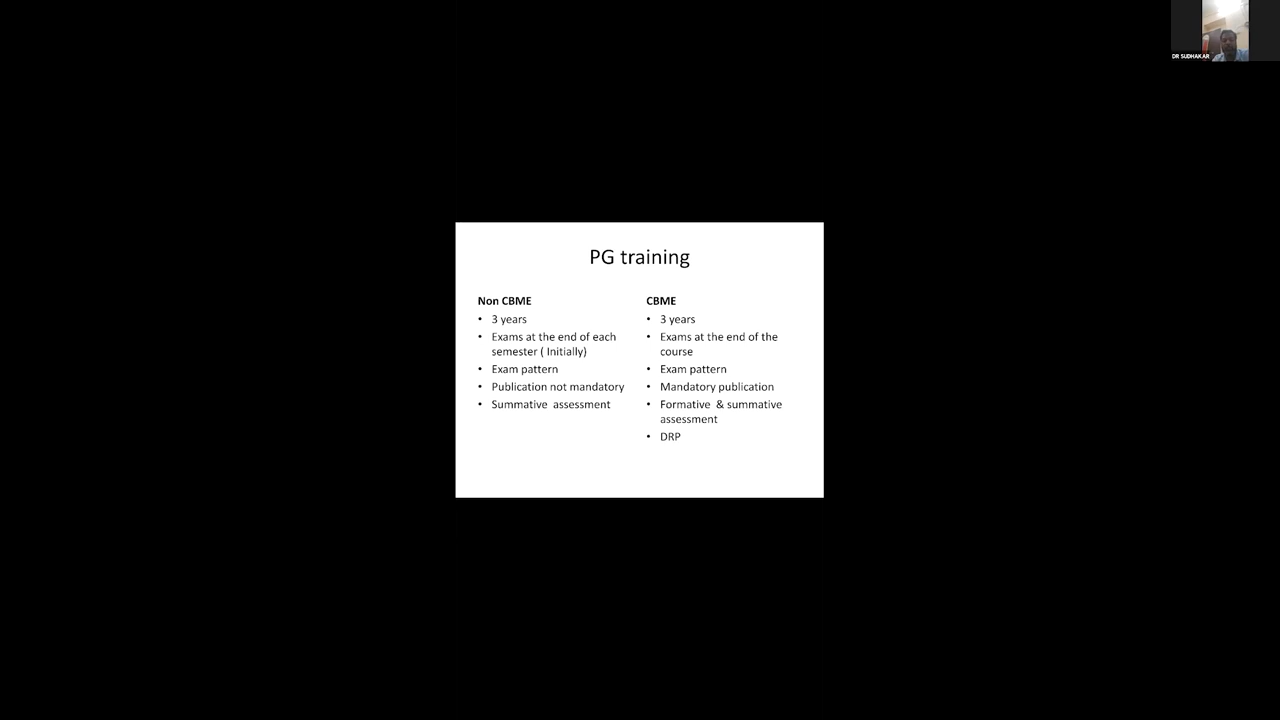 DR SUDHAKAR
PG training
Non CBME
• 3 years
• Exams at the end of each
semester ( Initially)
• Exam pattern
• Publication not mandatory
• Summative assessment
CBME
• 3 years
• Exams at the end of the
course
• Exam pattern
• Mandatory publication
• Formative & summative
assessment
• DRP